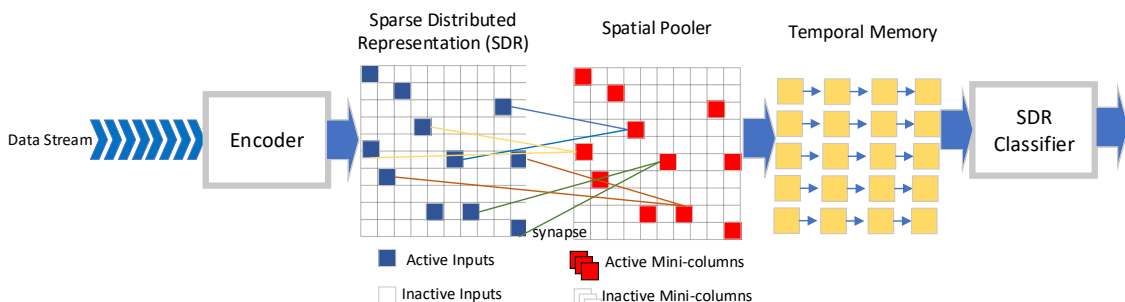 Sparse Distributed
Representation (SDR)
Spatial Pooler
Temporal Memory
Data Stream
Encoder
SDR
Classifier
synapse
Active Inputs
Active Mini-columns
Inactive Inputs
Inactive Mini-columns